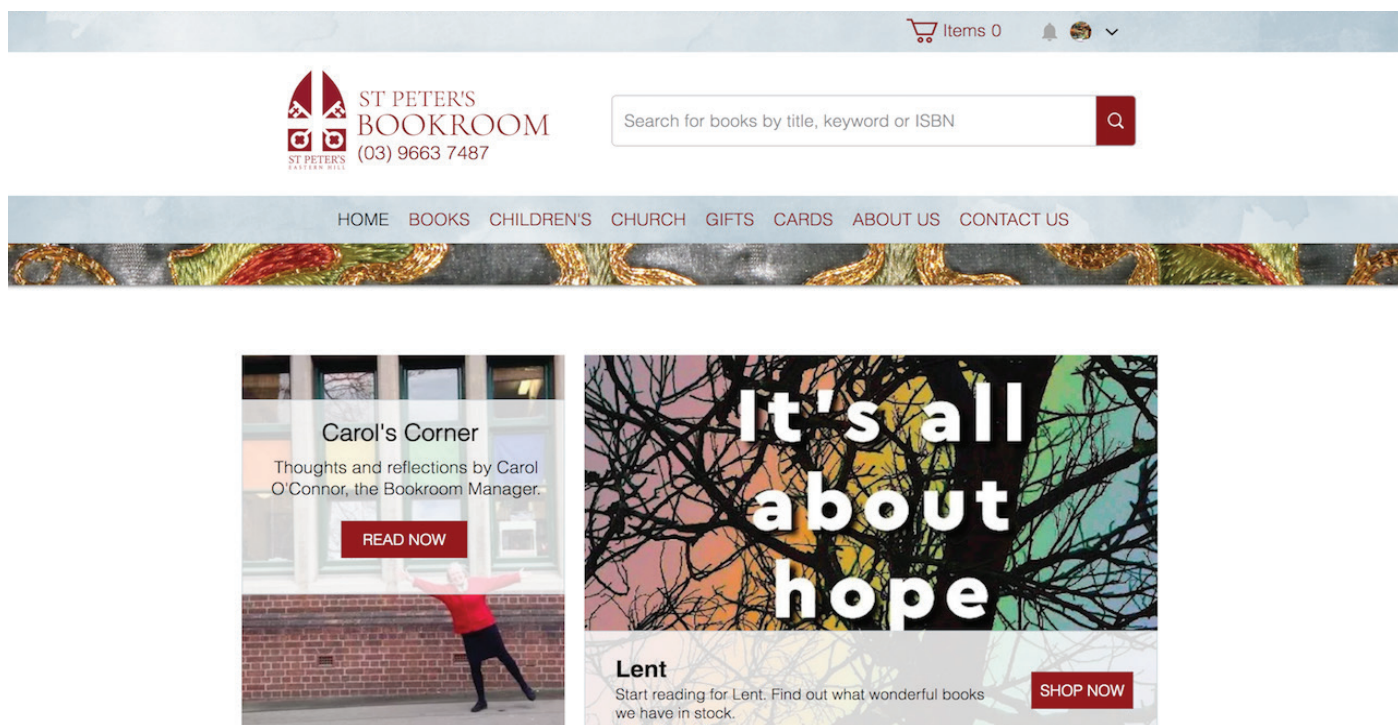 Items 0
ST PETER'S
BOOKROOM
(03) 9663 7487
ST PETER'S
EASTERN HILL
Search for books by title, keyword or ISBN
HOME BOOKS CHILDREN'S CHURCH GIFTS CARDS ABOUT US CONTACT US
Carol's Corner
Thoughts and reflections by Carol
O'Connor, the Bookroom Manager.
READ NOW
It's all
about
hope
Lent
Start reading for Lent. Find out what wonderful books
we have in stock.
SHOP NOW